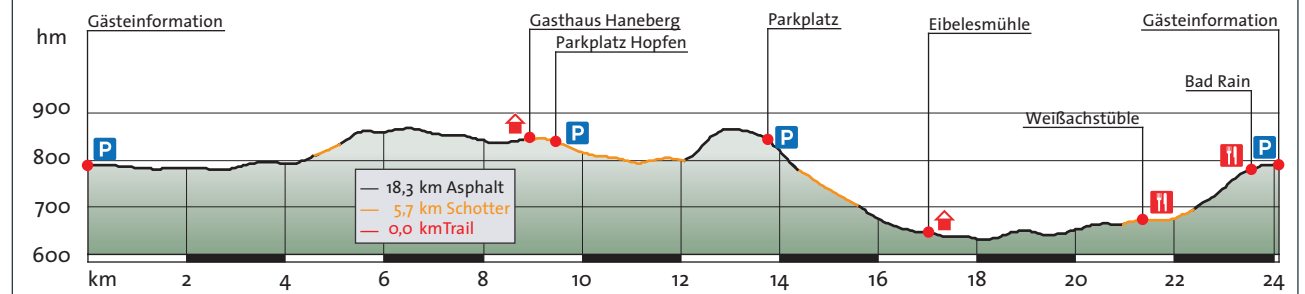 Gästeinformation
Gasthaus Haneberg
Parkplatz Hopfen
Parkplatz
Eibelesmühle
Gästeinformation
Bad Rain
Weißachstüble
hm
900
800
700
600
P
P
P
P
18,3 km Asphalt
5,7 km Schotter
0,0 kmTrail
km 2 4 6 8 10 12 14 16 18 20 22 24